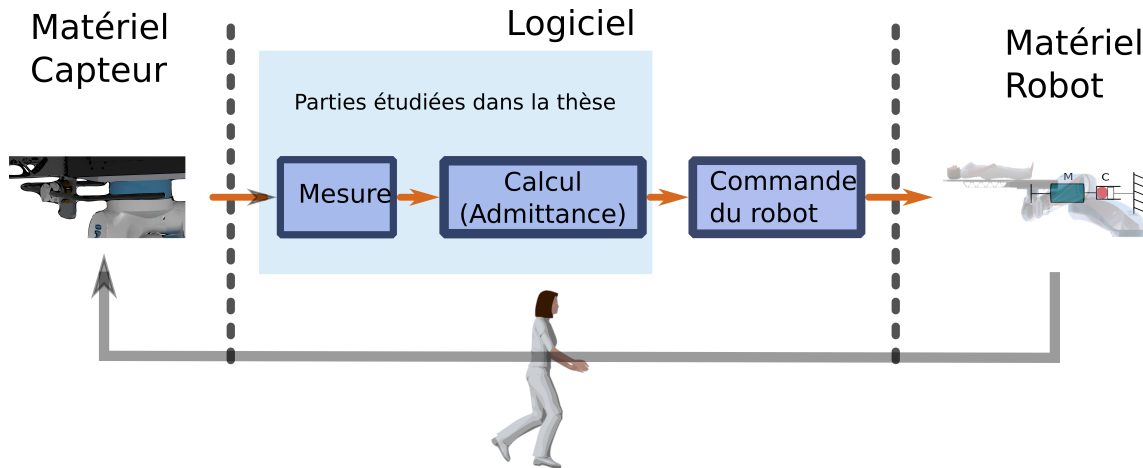 Matériel
Capteur
Logiciel
Matériel
Robot
Parties étudiées dans la thèse
Mesure
Calcul
(Admittance)
Commande
du robot
M
C